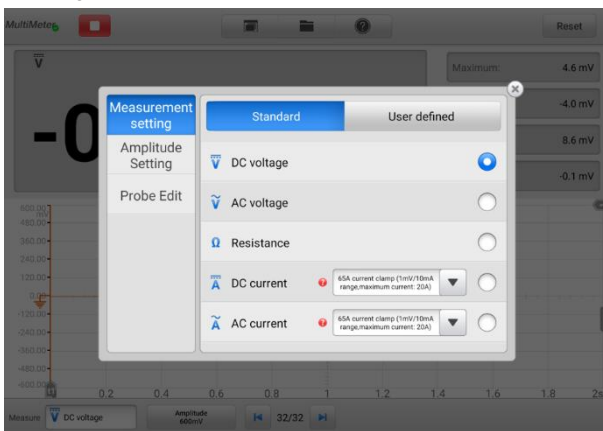 MultiMeter
Reset
V
Maximum: 4.6 mV
-4.0 mV
8.6 mV
-0.1 mV
-0
Measurement
setting
Amplitude
Setting
Probe Edit
Standard
User defined
V DC voltage
V AC voltage
Ω Resistance
A DC current
65A current clamp (1mV/10mA
range,maximum current: 20A)
A AC current
65A current clamp (1mV/10mA
range,maximum current: 20A)
600.00
mV
480.00
360.00
240.00
120.00
0.00
-120.00
-240.00
-360.00
-480.00
-600.00
0.2 0.4 0.6 0.8 1 1.2 1.4 1.6 1.8 2s
Measure V DC voltage
Amplitude
600mV
32/32